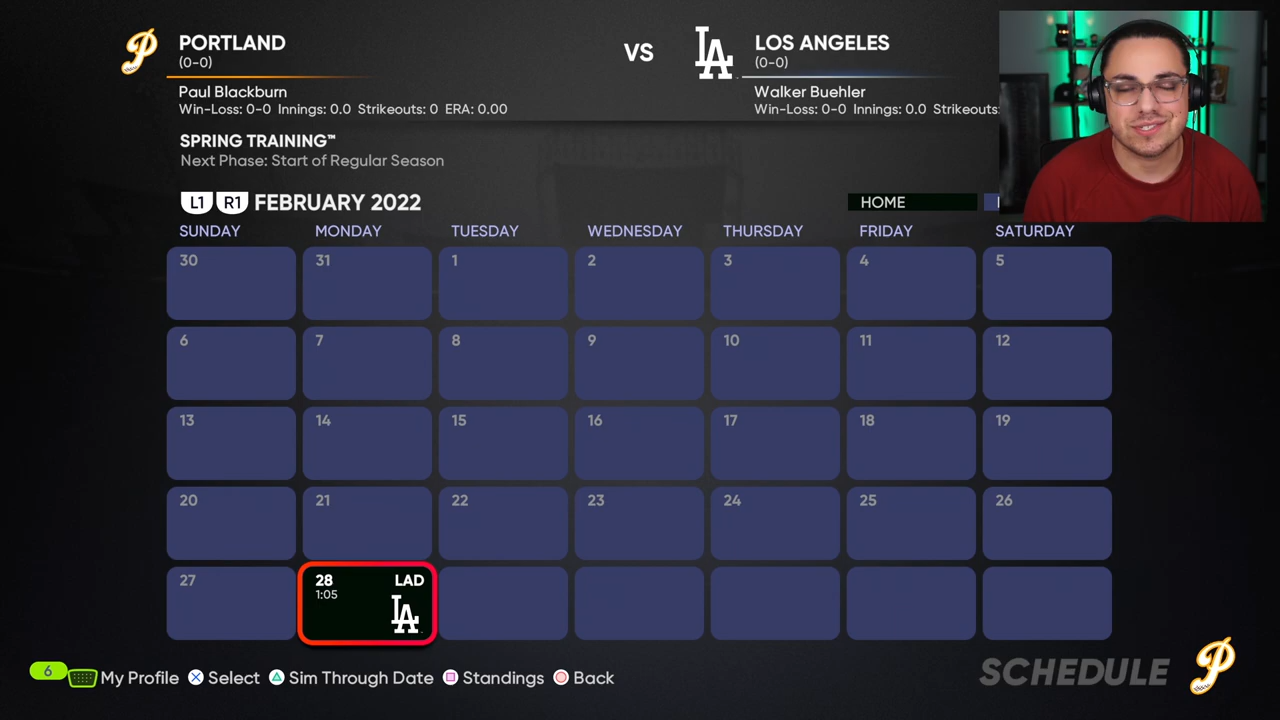 PORTLAND
(0-0)
VS
LOS ANGELES
(0-0)
Paul Blackburn
Win-Loss: 0-0 Innings: 0.0 Strikeouts: 0 ERA: 0.00
Walker Buehler
Win-Loss: 0-0 Innings: 0.0 Strikeouts:
SPRING TRAINING™
Next Phase: Start of Regular Season
L1 R1 FEBRUARY 2022
HOME
SUNDAY MONDAY TUESDAY WEDNESDAY THURSDAY FRIDAY SATURDAY
30 31 1 2 3 4 5
6 7 8 9 10 11 12
13 14 15 16 17 18 19
20 21 22 23 24 25 26
27 28 LAD
1:05
LA
6 My Profile Select Sim Through Date Standings Back
SCHEDULE P